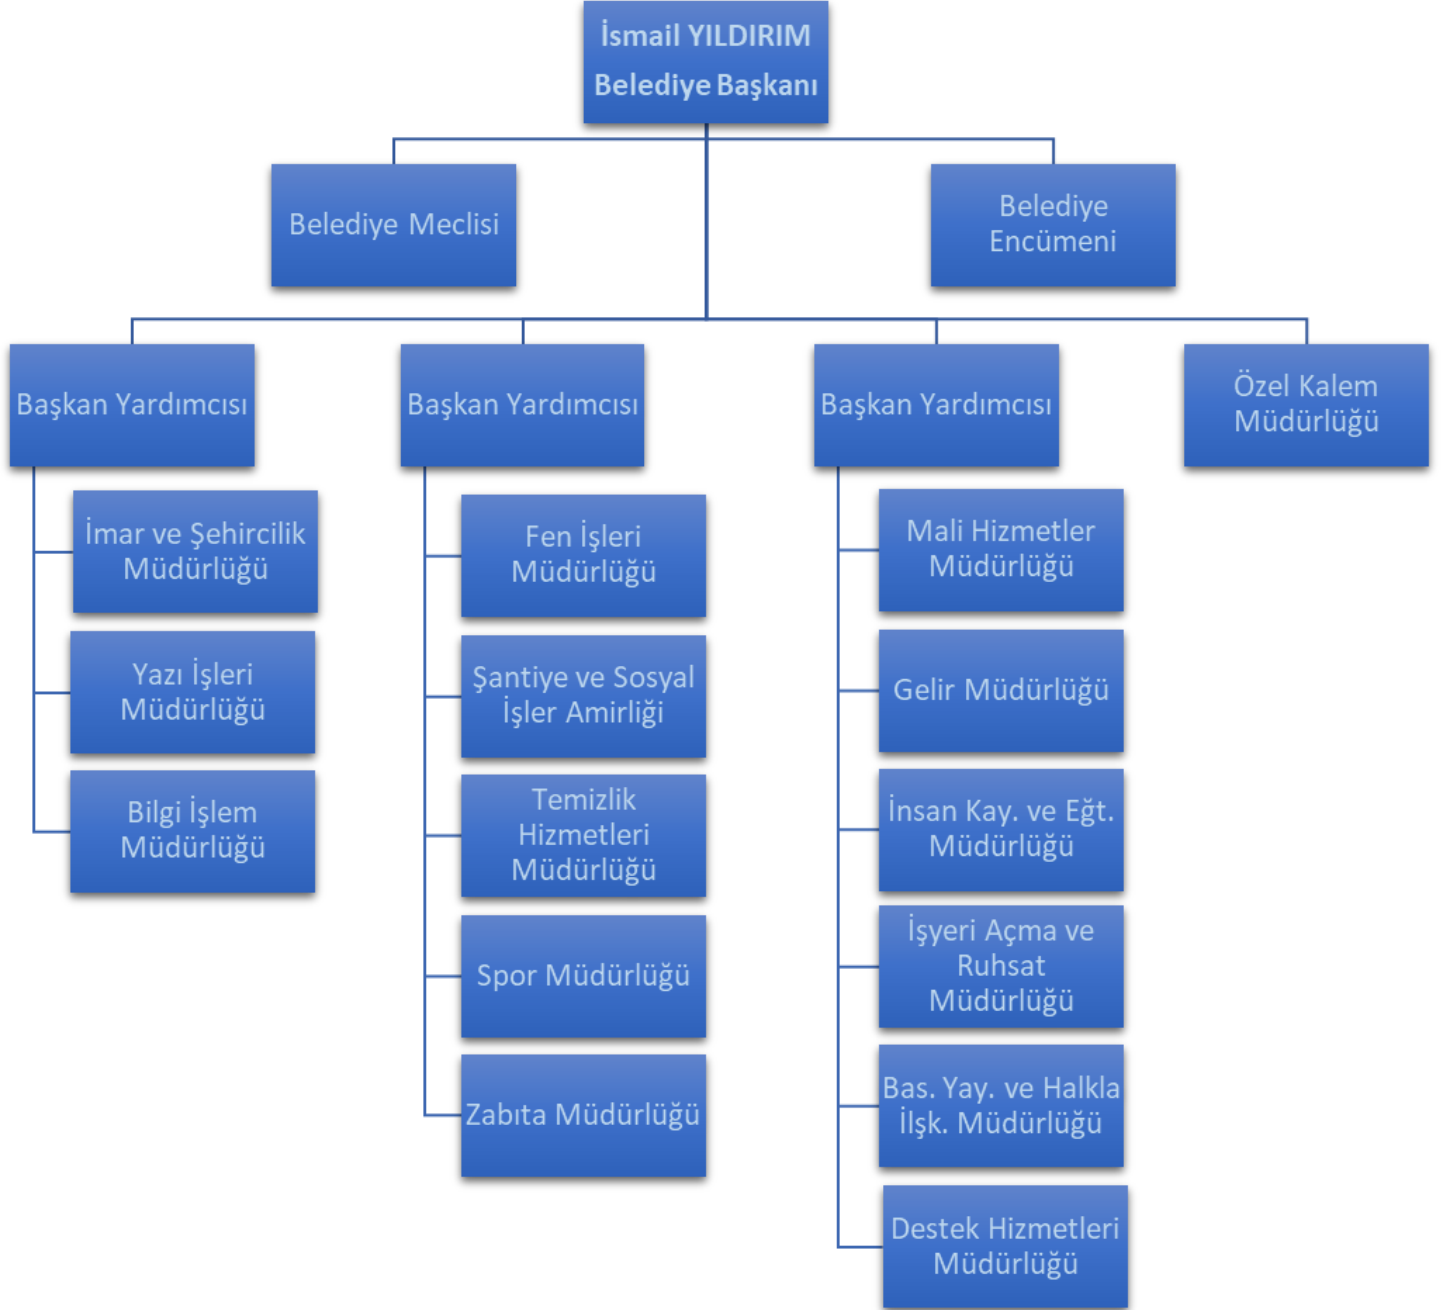 İsmail YILDIRIM
Belediye Başkanı
Belediye Meclisi
Belediye
Encümeni
Başkan Yardımcısı
Başkan Yardımcısı
Başkan Yardımcısı
Özel Kalem
Müdürlüğü
İmar ve Şehircilik
Müdürlüğü
Yazı İşleri
Müdürlüğü
Bilgi İşlem
Müdürlüğü
Fen İşleri
Müdürlüğü
Şantiye ve Sosyal
İşler Amirliği
Temizlik
Hizmetleri
Müdürlüğü
Spor Müdürlüğü
Zabıta Müdürlüğü
Mali Hizmetler
Müdürlüğü
Gelir Müdürlüğü
İnsan Kay. ve Eğt.
Müdürlüğü
İşyeri Açma ve
Ruhsat
Müdürlüğü
Bas. Yay. ve Halkla
İlşk. Müdürlüğü
Destek Hizmetleri
Müdürlüğü